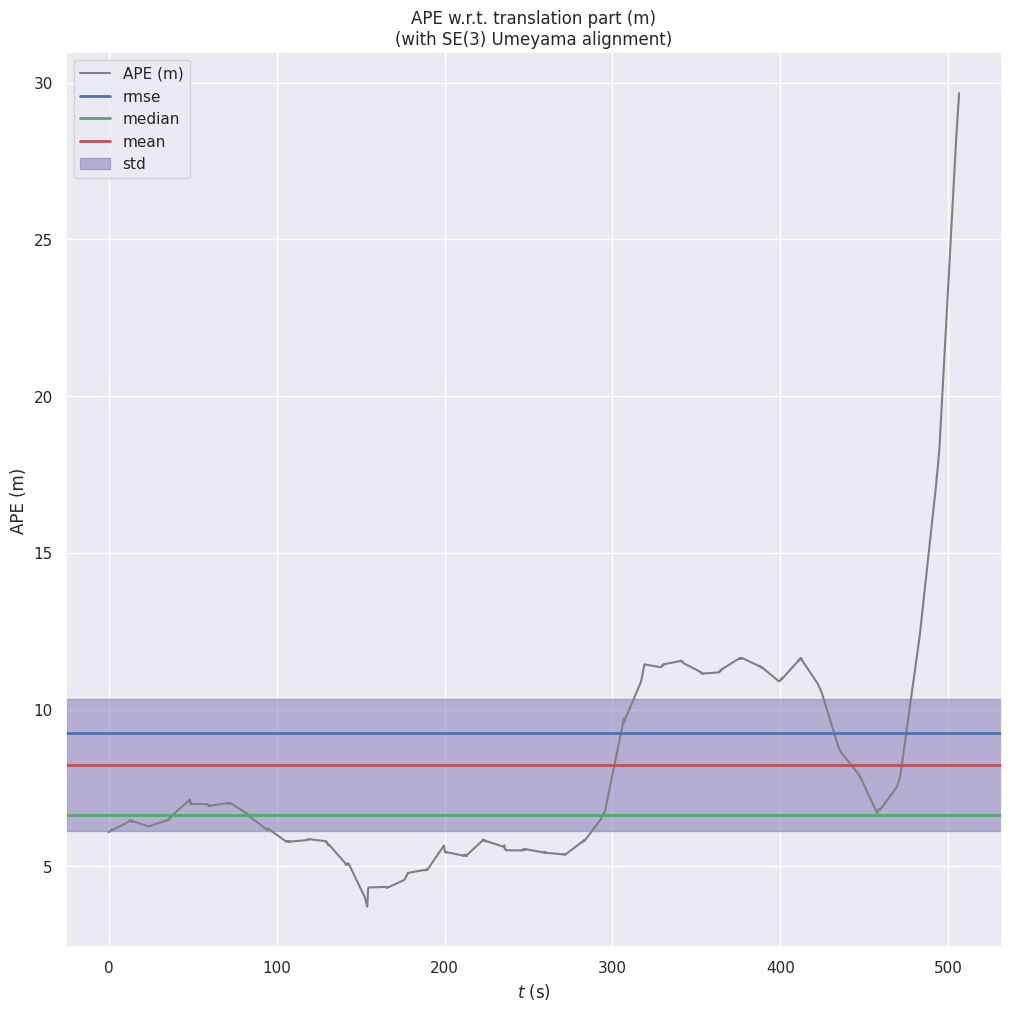 APE w.r.t. translation part (m)
(with SE(3) Umeyama alignment)
APE (m)
rmse
median
mean
std
30
25
20
15
10
5
APE (m)
0
100
200
300
400
500
t (s)